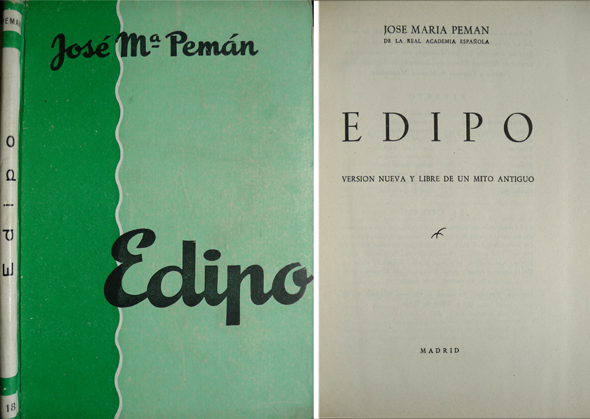 PEMAN
Edipo
18
José Mª Pemán
Edipo
JOSE MARIA PEMAN
DE LA REAL ACADEMIA ESPAÑOLA
EDIPO
VERSION NUEVA Y LIBRE DE UN MITO ANTIGUO
MADRID